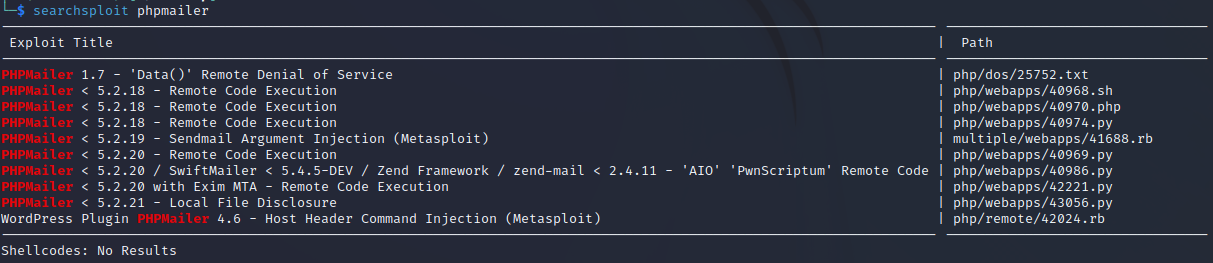 └─$ searchsploit phpmailer
Exploit Title | Path
PHPMailer 1.7 - 'Data()' Remote Denial of Service | php/dos/25752.txt
PHPMailer < 5.2.18 - Remote Code Execution | php/webapps/40968.sh
PHPMailer < 5.2.18 - Remote Code Execution | php/webapps/40970.php
PHPMailer < 5.2.18 - Remote Code Execution | php/webapps/40974.py
PHPMailer < 5.2.19 - Sendmail Argument Injection (Metasploit) | multiple/webapps/41688.rb
PHPMailer < 5.2.20 - Remote Code Execution | php/webapps/40969.py
PHPMailer < 5.2.20 / SwiftMailer < 5.4.5-DEV / Zend Framework / zend-mail < 2.4.11 - 'AIO' 'PwnScriptum' Remote Code | php/webapps/40986.py
PHPMailer < 5.2.20 with Exim MTA - Remote Code Execution | php/webapps/42221.py
PHPMailer < 5.2.21 - Local File Disclosure | php/webapps/43056.py
WordPress Plugin PHPMailer 4.6 - Host Header Command Injection (Metasploit) | php/remote/42024.rb
Shellcodes: No Results